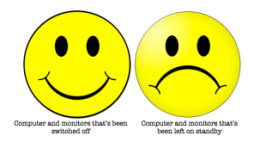 Computer and monitors that's been
switched off
Computer and monitors that's
been left on standby